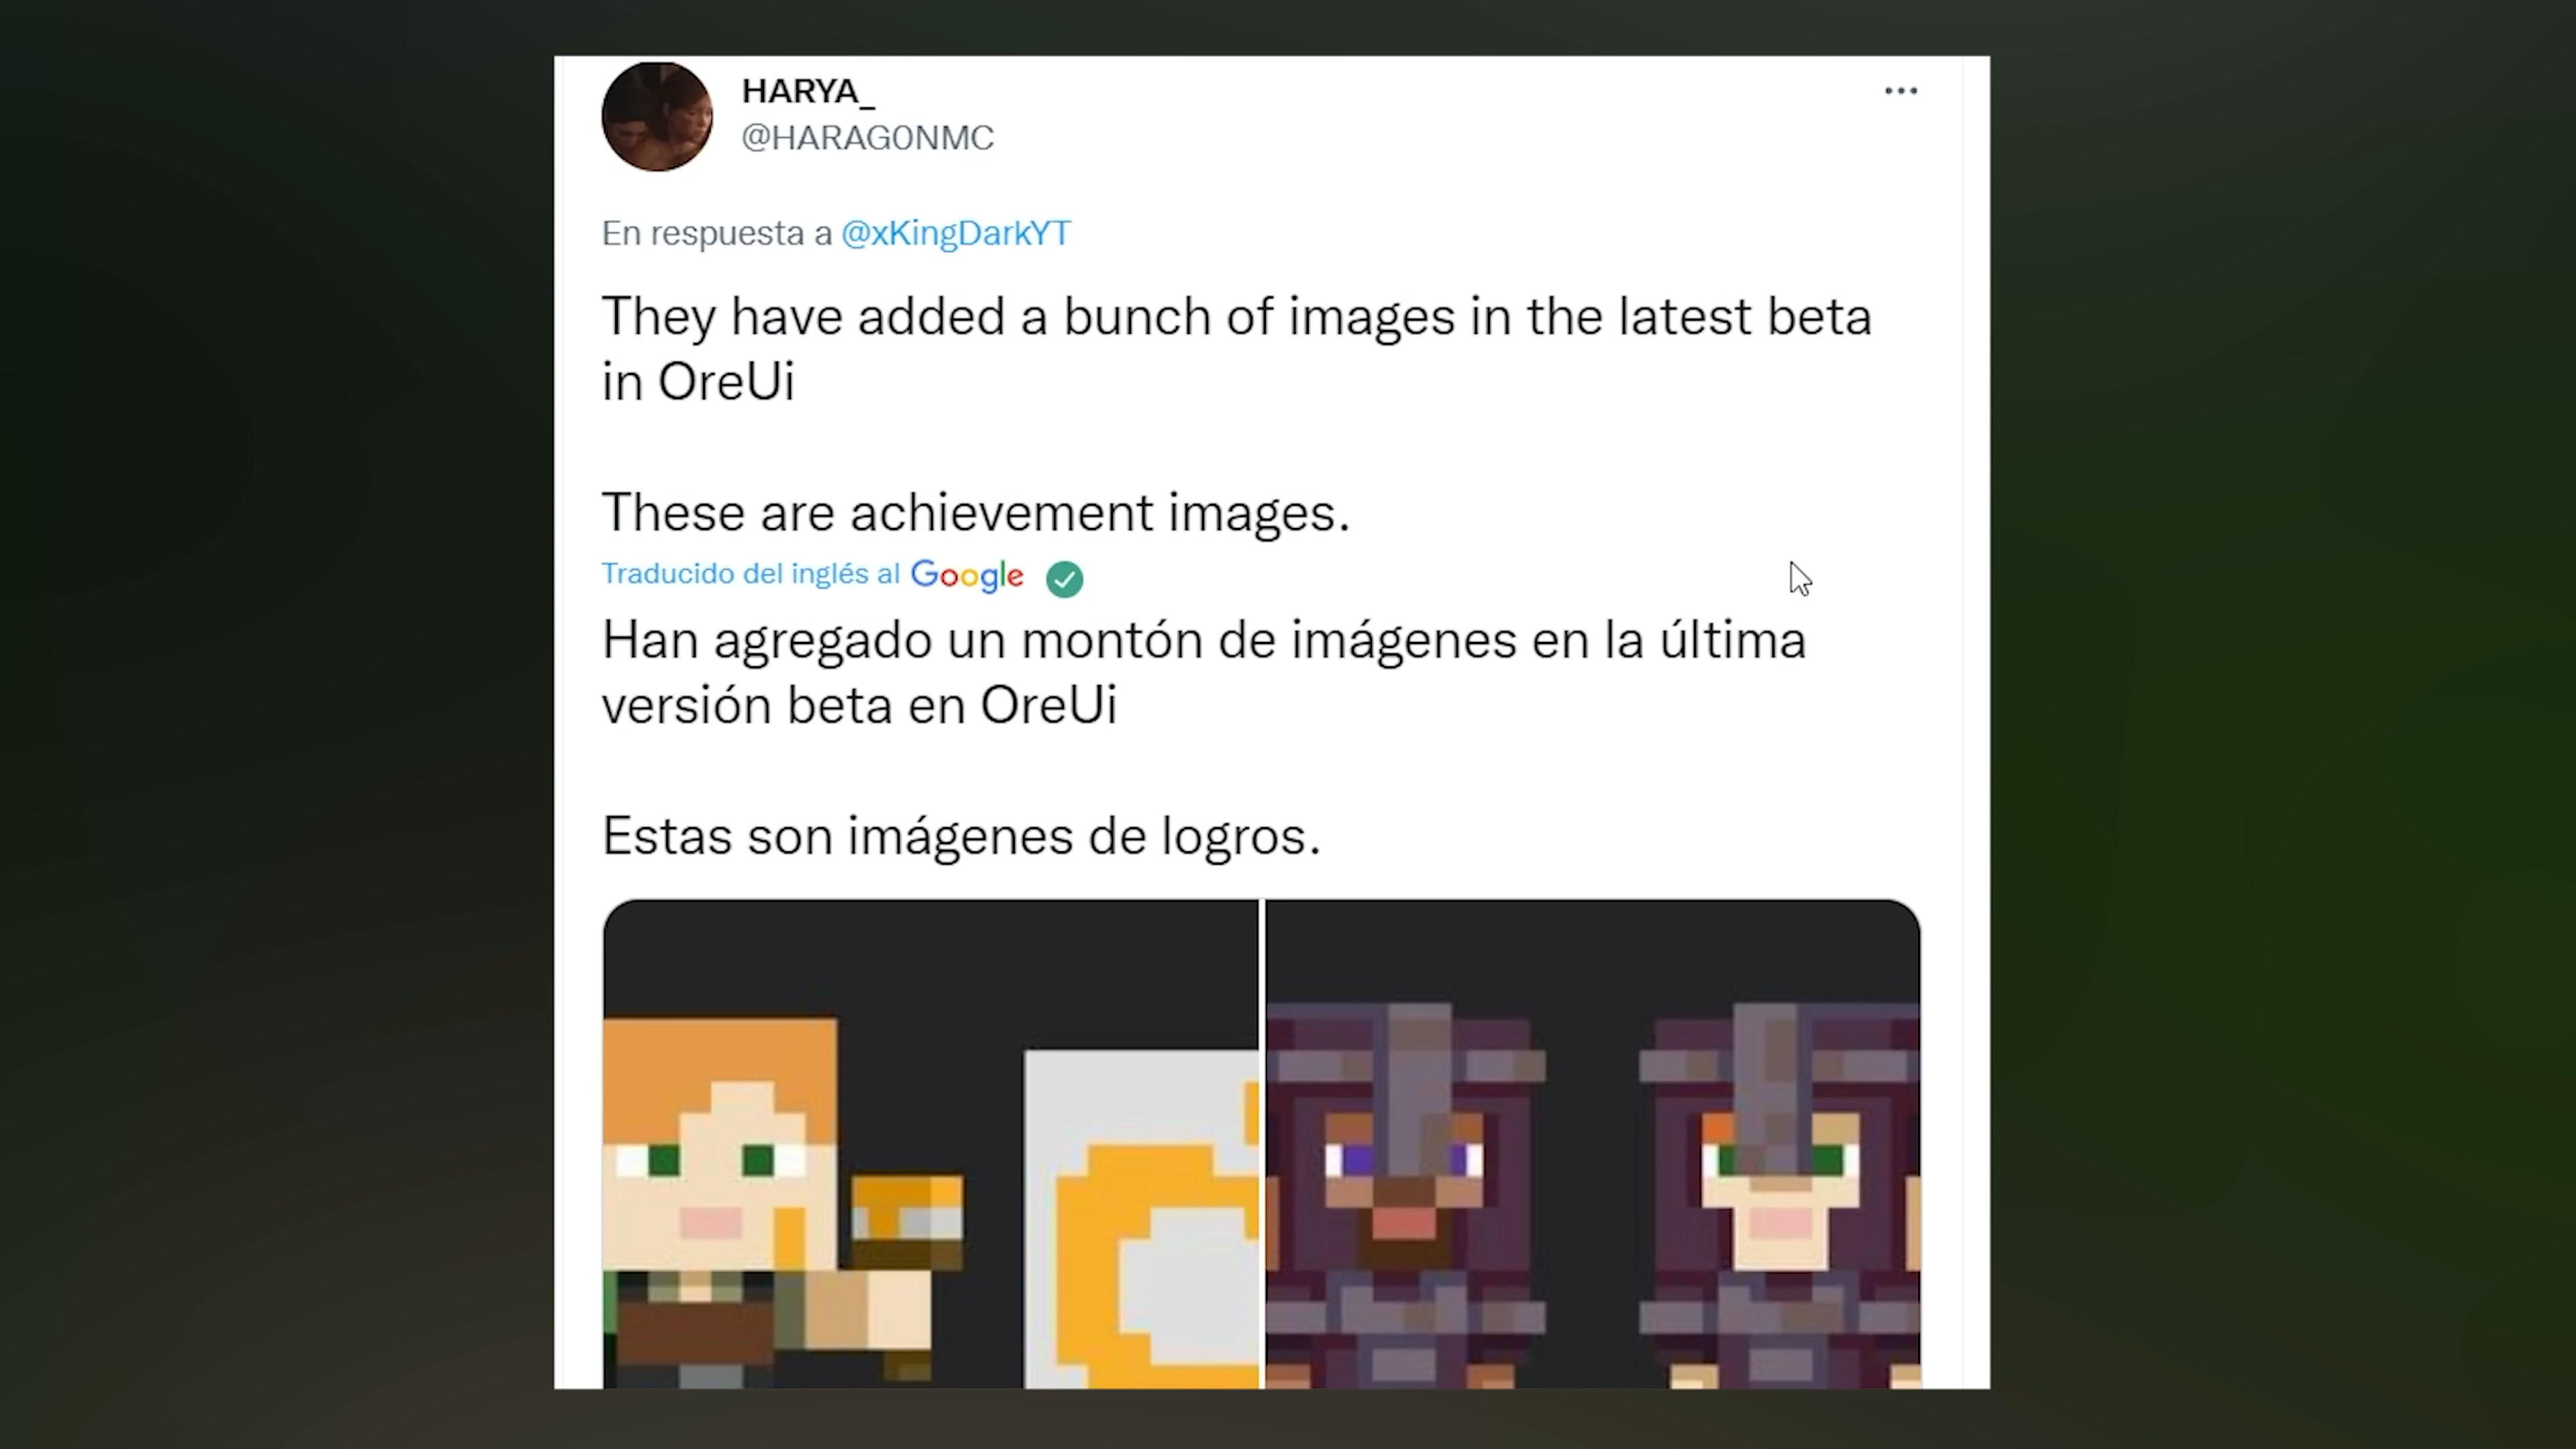 HARYA_
@HARAG0NMC
En respuesta a @xKingDarkYT
They have added a bunch of images in the latest beta
in OreUi
These are achievement images.
Traducido del inglés al Google
Han agregado un montón de imágenes en la última
versión beta en OreUi
Estas son imágenes de logros.